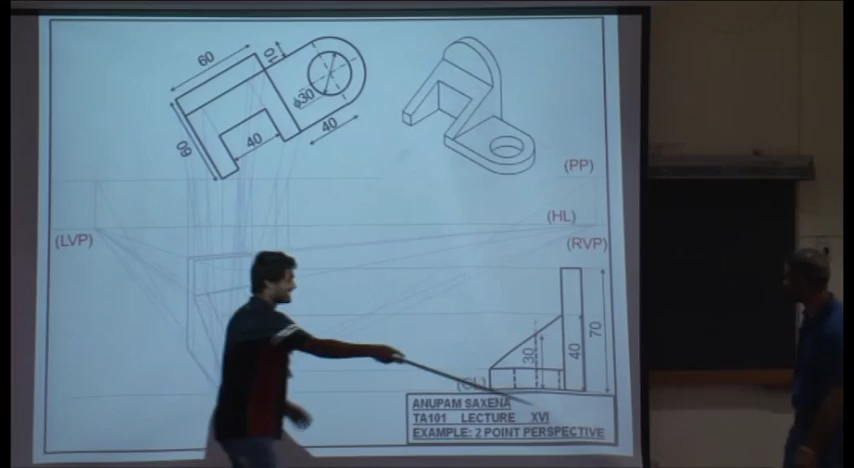 60
10
ϕ30
60
40
40
(PP)
(HL)
(LVP)
(RVP)
70
40
30
(GL)
ANUPAM SAXENA
TA101 LECTURE XVI
EXAMPLE: 2 POINT PERSPECTIVE